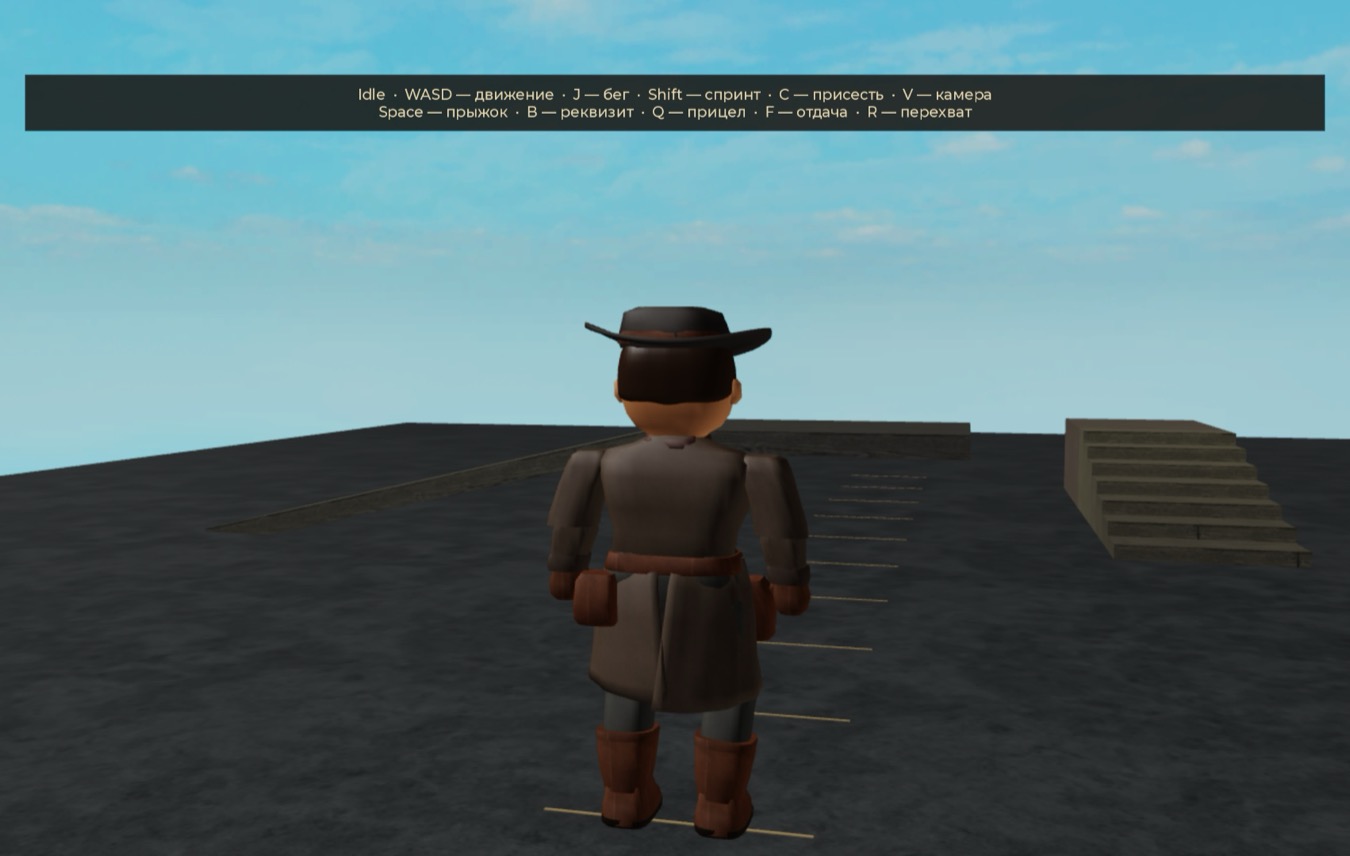 Idle · WASD — движение · J — бег · Shift — спринт · C — присесть · V — камера
Space — прыжок · B — реквизит · Q — прицел · F — отдача · R — перехват